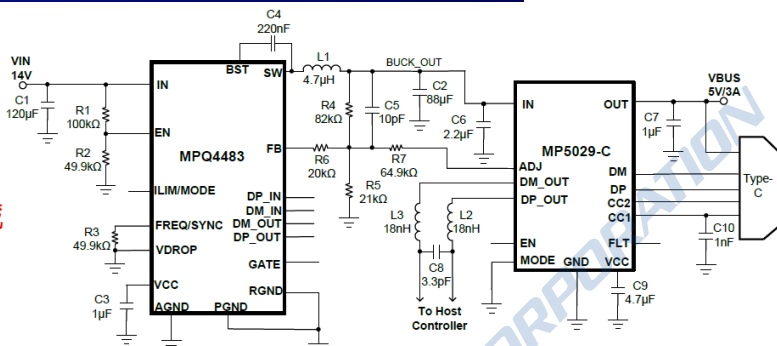 C4
220nF
VIN
14V
C1
120µF
R1
100kΩ
R2
49.9kΩ
R3
49.9kΩ
C3
1µF
BST
SW
IN
EN
MPQ4483
FB
ILIM/MODE
DP_IN
DM_IN
DM_OUT
DP_OUT
FREQ/SYNC
VDROP
GATE
VCC
RGND
AGND
PGND
L1
4.7µH
BUCK_OUT
R4
82kΩ
C5
10pF
C2
88µF
C6
2.2µF
R6
20kΩ
R7
64.9kΩ
R5
21kΩ
L3
18nH
L2
18nH
C8
3.3pF
To Host
Controller
IN
OUT
MP5029-C
ADJ
DM_OUT
DP_OUT
DM
DP
CC2
CC1
EN
FLT
MODE
GND
VCC
VBUS
5V/3A
C7
1µF
Type-
C
C10
1nF
C9
4.7µF
ORPORATION